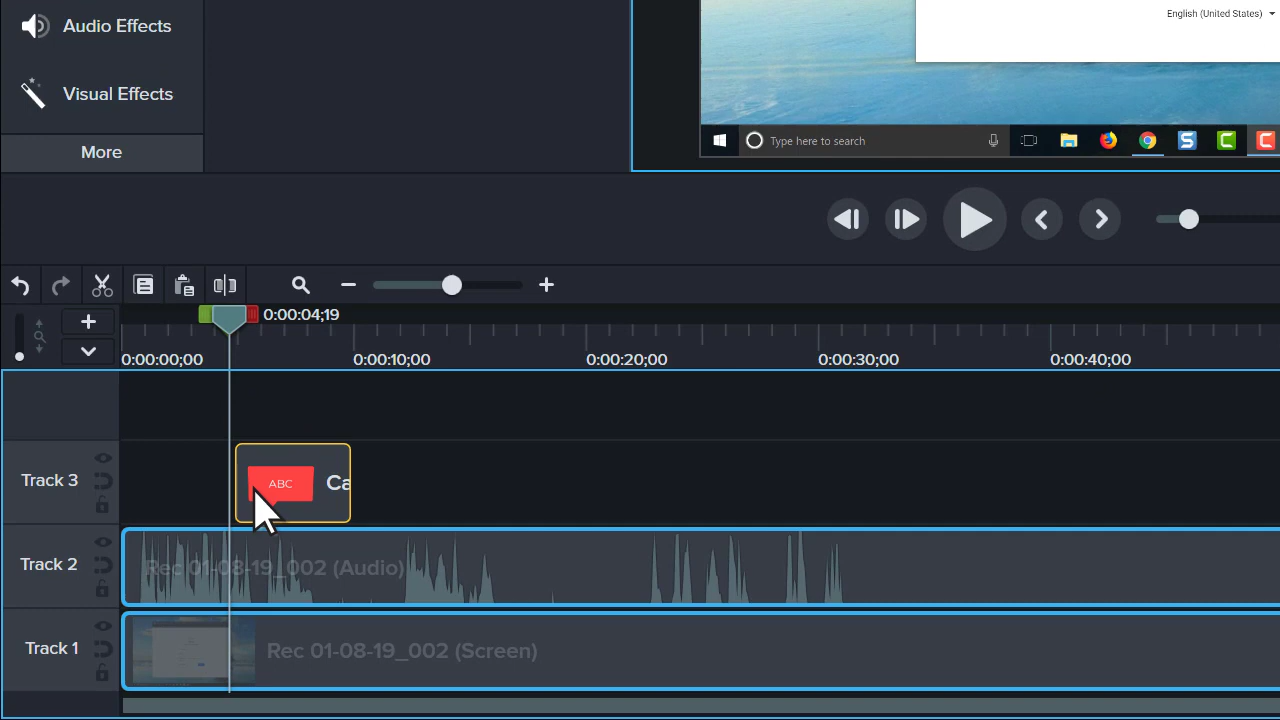 Audio Effects
English (United States)
Visual Effects
Type here to search
More
0:00:04;19
0:00:00;00
0:00:10;00
0:00:20;00
0:00:30;00
0:00:40;00
Track 3
ABC
Ca
Track 2
Rec 01-08-19_002 (Audio)
Track 1
Rec 01-08-19_002 (Screen)